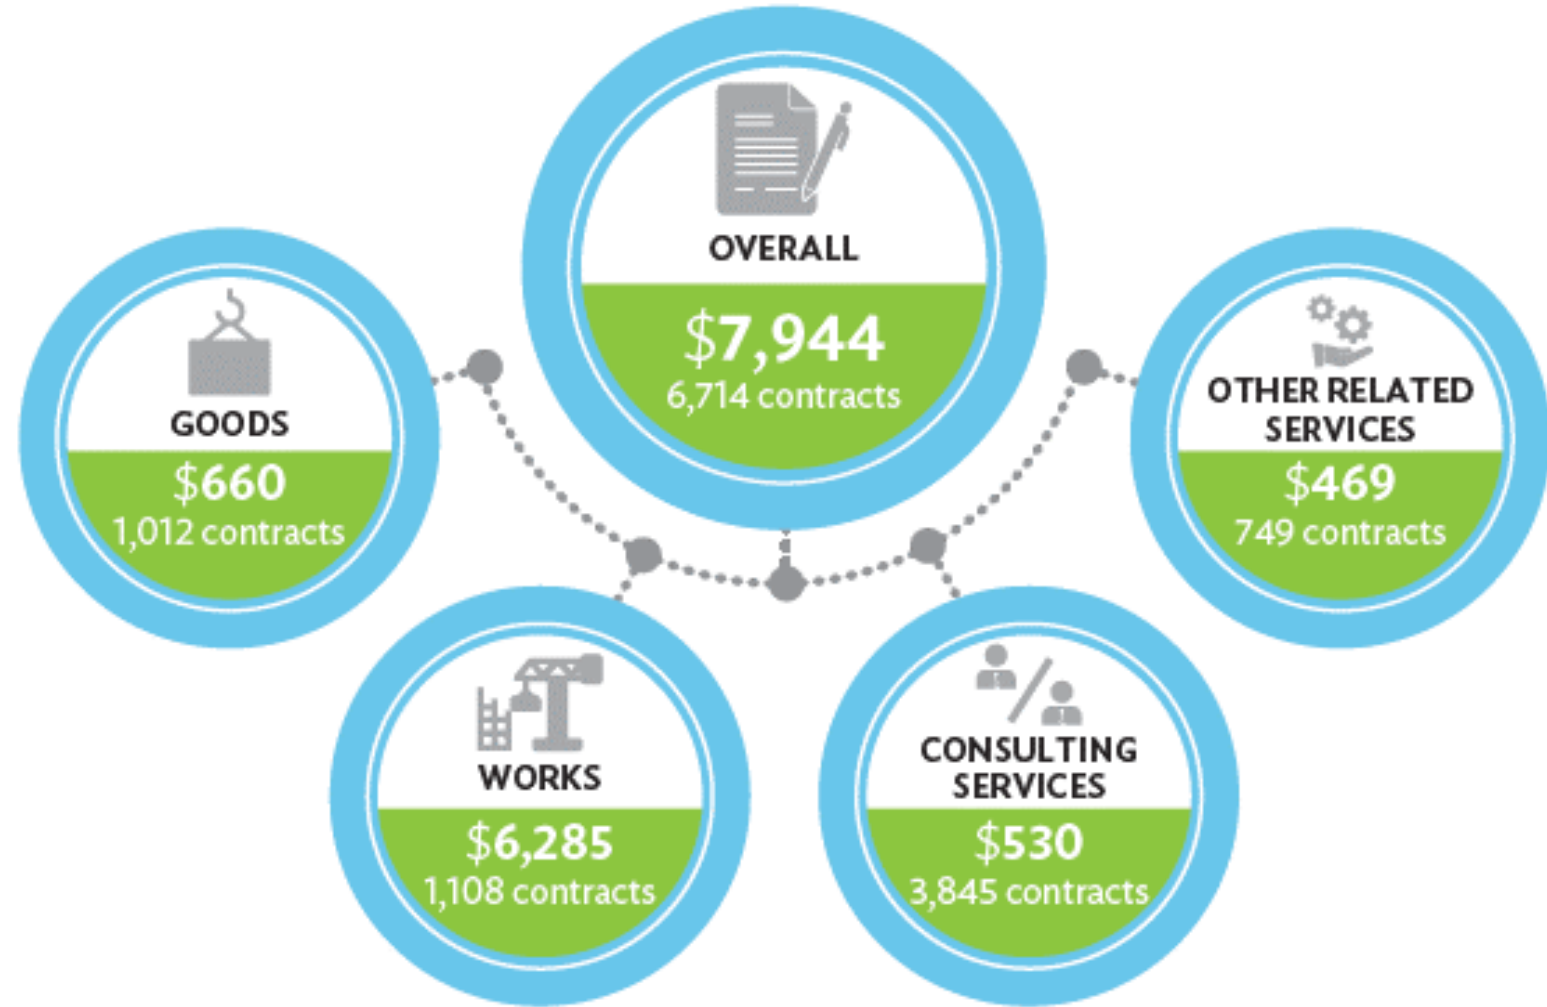 OVERALL
$7,944
6,714 contracts
GOODS
$660
1,012 contracts
OTHER RELATED
SERVICES
$469
749 contracts
WORKS
$6,285
1,108 contracts
CONSULTING
SERVICES
$530
3,845 contracts